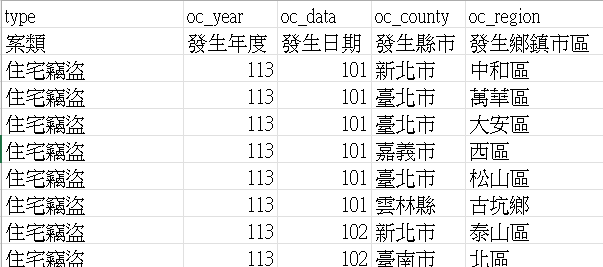 type oc_year oc_data oc_county oc_region
案類 發生年度 發生日期 發生縣市 發生鄉鎮市區
住宅竊盜 113 101 新北市 中和區
住宅竊盜 113 101 臺北市 萬華區
住宅竊盜 113 101 臺北市 大安區
住宅竊盜 113 101 嘉義市 西區
住宅竊盜 113 101 臺北市 松山區
住宅竊盜 113 101 雲林縣 古坑鄉
住宅竊盜 113 102 新北市 泰山區
住宅竊盜 113 102 臺南市 北區